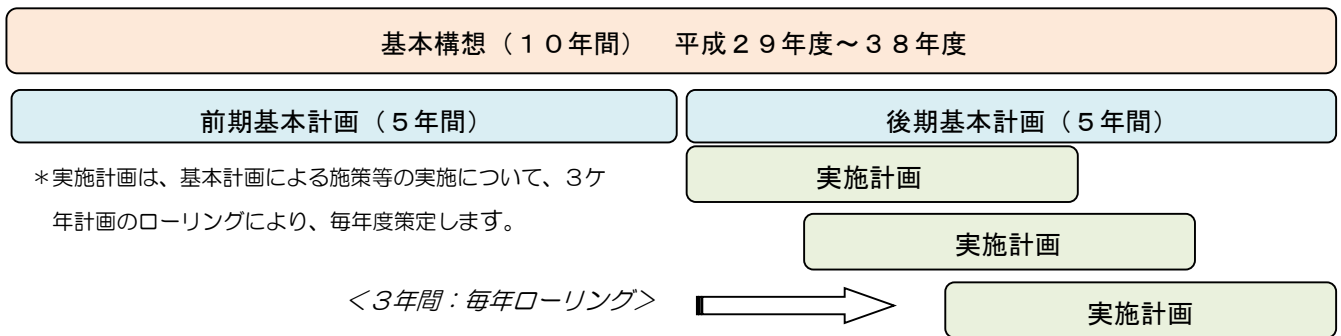 基本構想（１０年間）　平成２９年度～３８年度
前期基本計画（５年間）
後期基本計画（５年間）
＊実施計画は、基本計画による施策等の実施について、３ケ
年計画のローリングにより、毎年度策定します。
実施計画
実施計画
＜３年間：毎年ローリング＞
実施計画